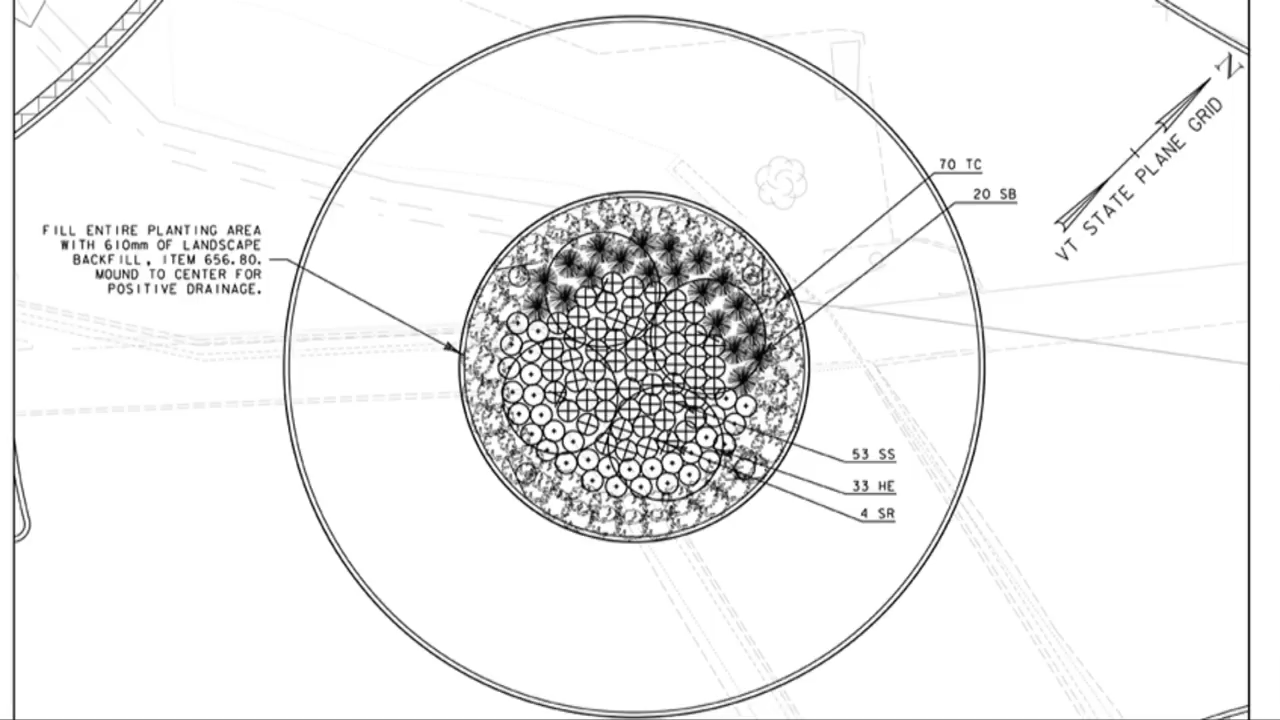 N
VT STATE PLANE GRID
70 TC
20 SB
FILL ENTIRE PLANTING AREA
WITH 610mm OF LANDSCAPE
BACKFILL, ITEM 656.80.
MOUND TO CENTER FOR
POSITIVE DRAINAGE.
53 SS
33 HE
4 SR